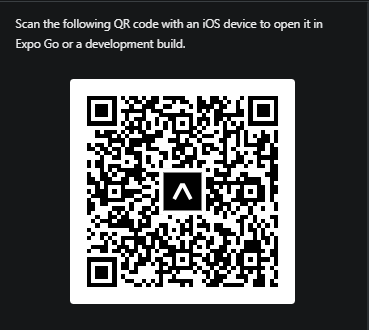 Scan the following QR code with an iOS device to open it in
Expo Go or a development build.